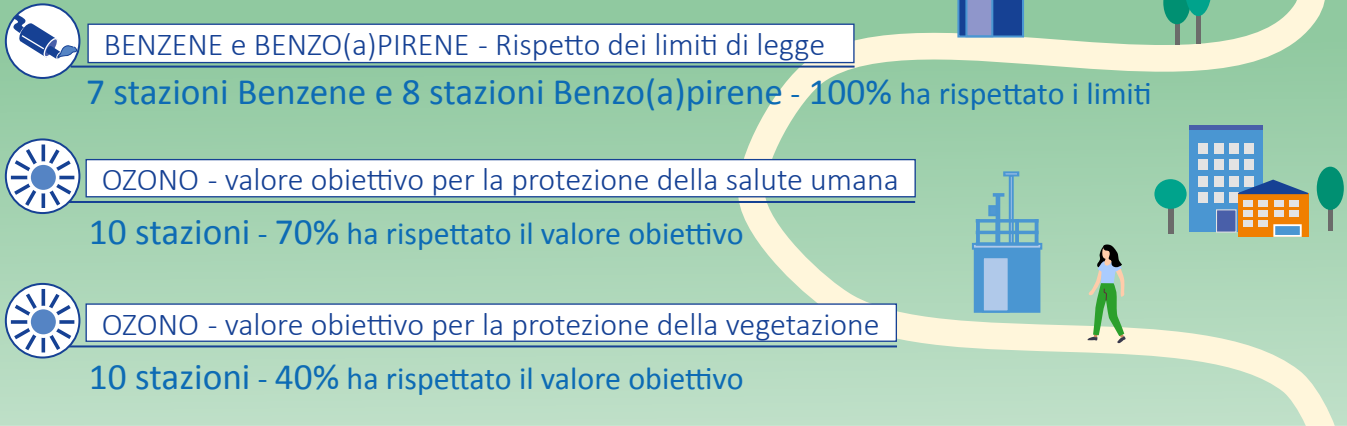 BENZENE e BENZO(a)PIRENE - Rispetto dei limiti di legge
7 stazioni Benzene e 8 stazioni Benzo(a)pirene - 100% ha rispettato i limiti
OZONO - valore obiettivo per la protezione della salute umana
10 stazioni - 70% ha rispettato il valore obiettivo
OZONO - valore obiettivo per la protezione della vegetazione
10 stazioni - 40% ha rispettato il valore obiettivo